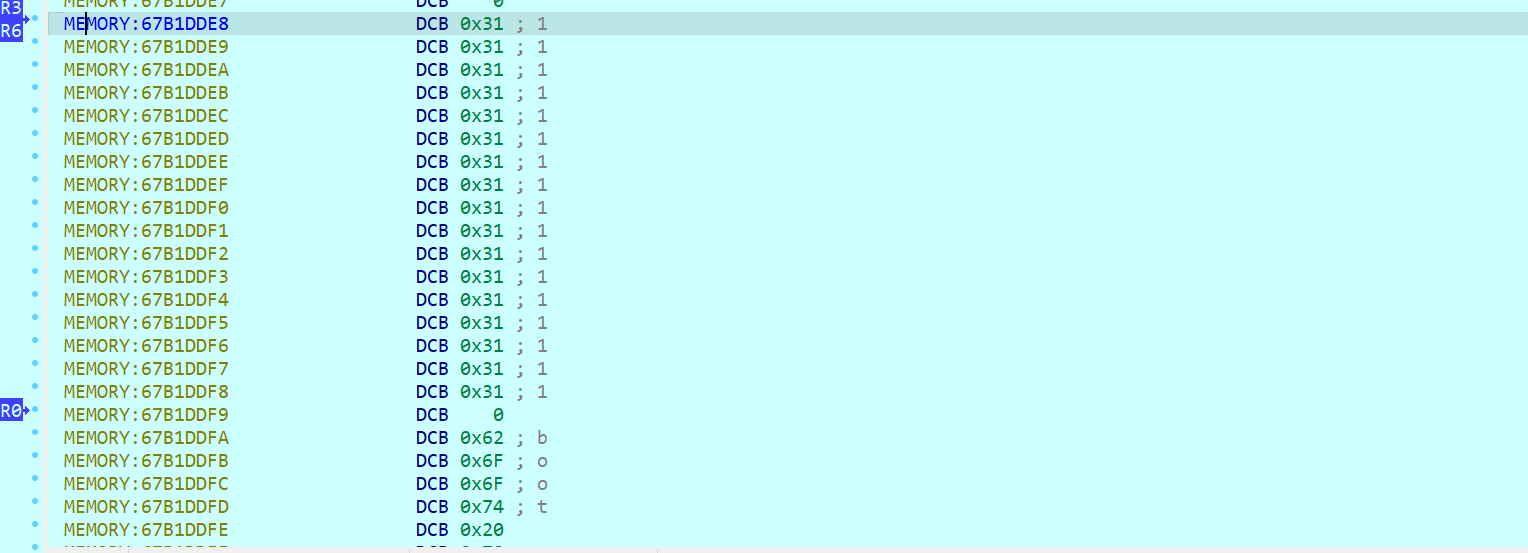 R3 MEMORY:67B1DDE7 DCB 0
MEMORY:67B1DDE8 DCB 0x31 ; 1
R6 MEMORY:67B1DDE9 DCB 0x31 ; 1
MEMORY:67B1DDEA DCB 0x31 ; 1
MEMORY:67B1DDEB DCB 0x31 ; 1
MEMORY:67B1DDEC DCB 0x31 ; 1
MEMORY:67B1DDED DCB 0x31 ; 1
MEMORY:67B1DDEE DCB 0x31 ; 1
MEMORY:67B1DDEF DCB 0x31 ; 1
MEMORY:67B1DDF0 DCB 0x31 ; 1
MEMORY:67B1DDF1 DCB 0x31 ; 1
MEMORY:67B1DDF2 DCB 0x31 ; 1
MEMORY:67B1DDF3 DCB 0x31 ; 1
MEMORY:67B1DDF4 DCB 0x31 ; 1
MEMORY:67B1DDF5 DCB 0x31 ; 1
MEMORY:67B1DDF6 DCB 0x31 ; 1
MEMORY:67B1DDF7 DCB 0x31 ; 1
MEMORY:67B1DDF8 DCB 0x31 ; 1
R0 MEMORY:67B1DDF9 DCB 0
MEMORY:67B1DDFA DCB 0x62 ; b
MEMORY:67B1DDFB DCB 0x6F ; o
MEMORY:67B1DDFC DCB 0x6F ; o
MEMORY:67B1DDFD DCB 0x74 ; t
MEMORY:67B1DDFE DCB 0x20